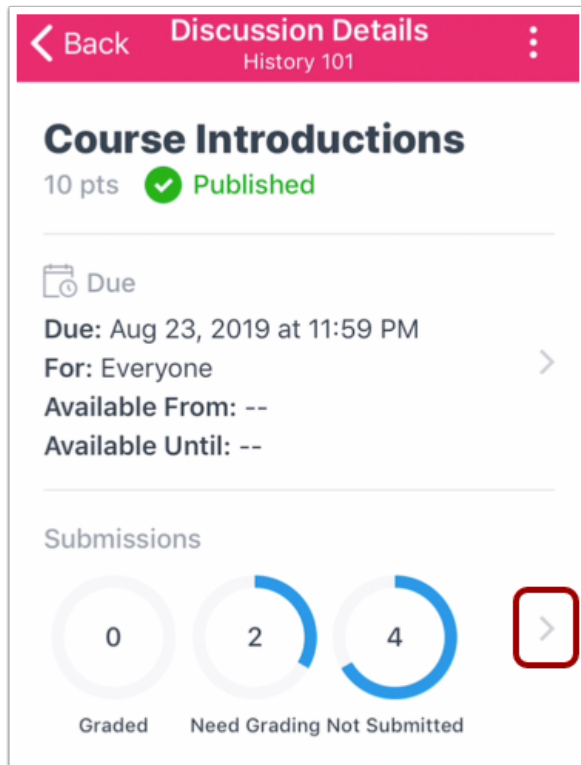 Back
Discussion Details
History 101
Course Introductions
10 pts Published
Due
Due: Aug 23, 2019 at 11:59 PM
For: Everyone
Available From: --
Available Until: --
Submissions
0 2 4
Graded Need Grading Not Submitted